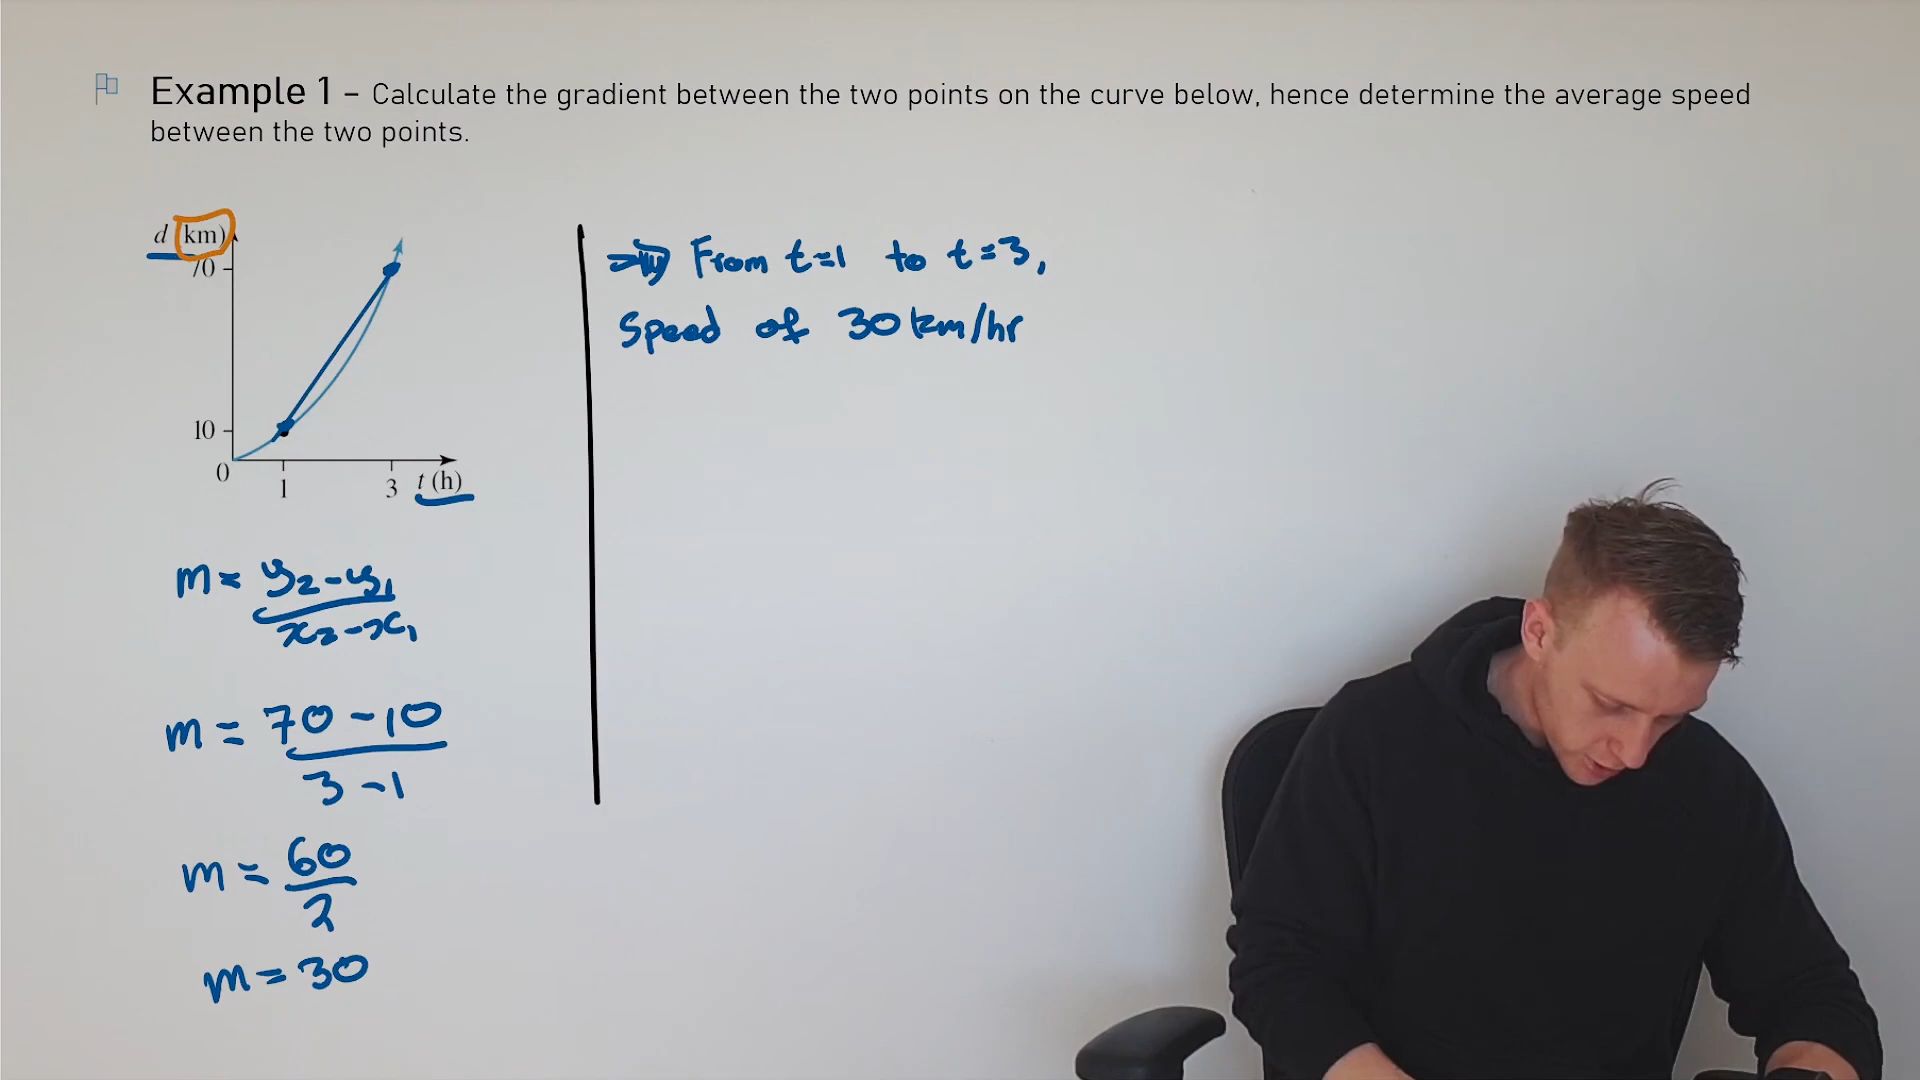 Example 1 – Calculate the gradient between the two points on the curve below, hence determine the average speed
between the two points.
d (km)
70
10
0
1
3
t (h)
m = y2-y1
x2-x1
m = 70-10
3-1
m = 60
2
m = 30
=> From t=1 to t=3,
Speed of 30km/hr